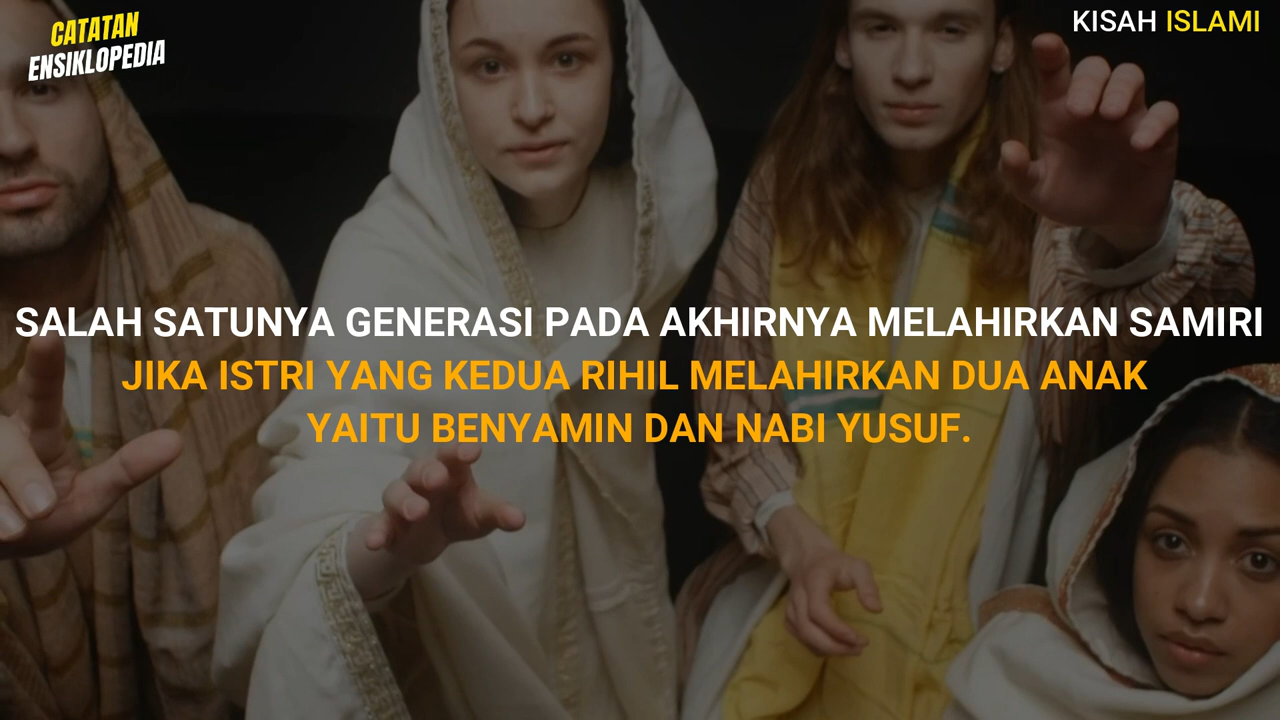 CATATAN
ENSIKLOPEDIA
KISAH ISLAMI
SALAH SATUNYA GENERASI PADA AKHIRNYA MELAHIRKAN SAMIRI
JIKA ISTRI YANG KEDUA RIHIL MELAHIRKAN DUA ANAK
YAITU BENYAMIN DAN NABI YUSUF.